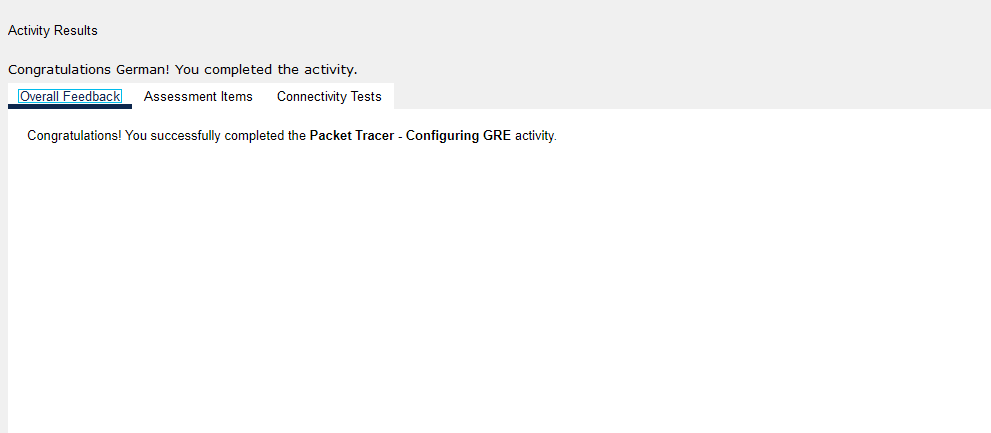 Activity Results
Congratulations German! You completed the activity.
Overall Feedback Assessment Items Connectivity Tests
Congratulations! You successfully completed the Packet Tracer - Configuring GRE activity.